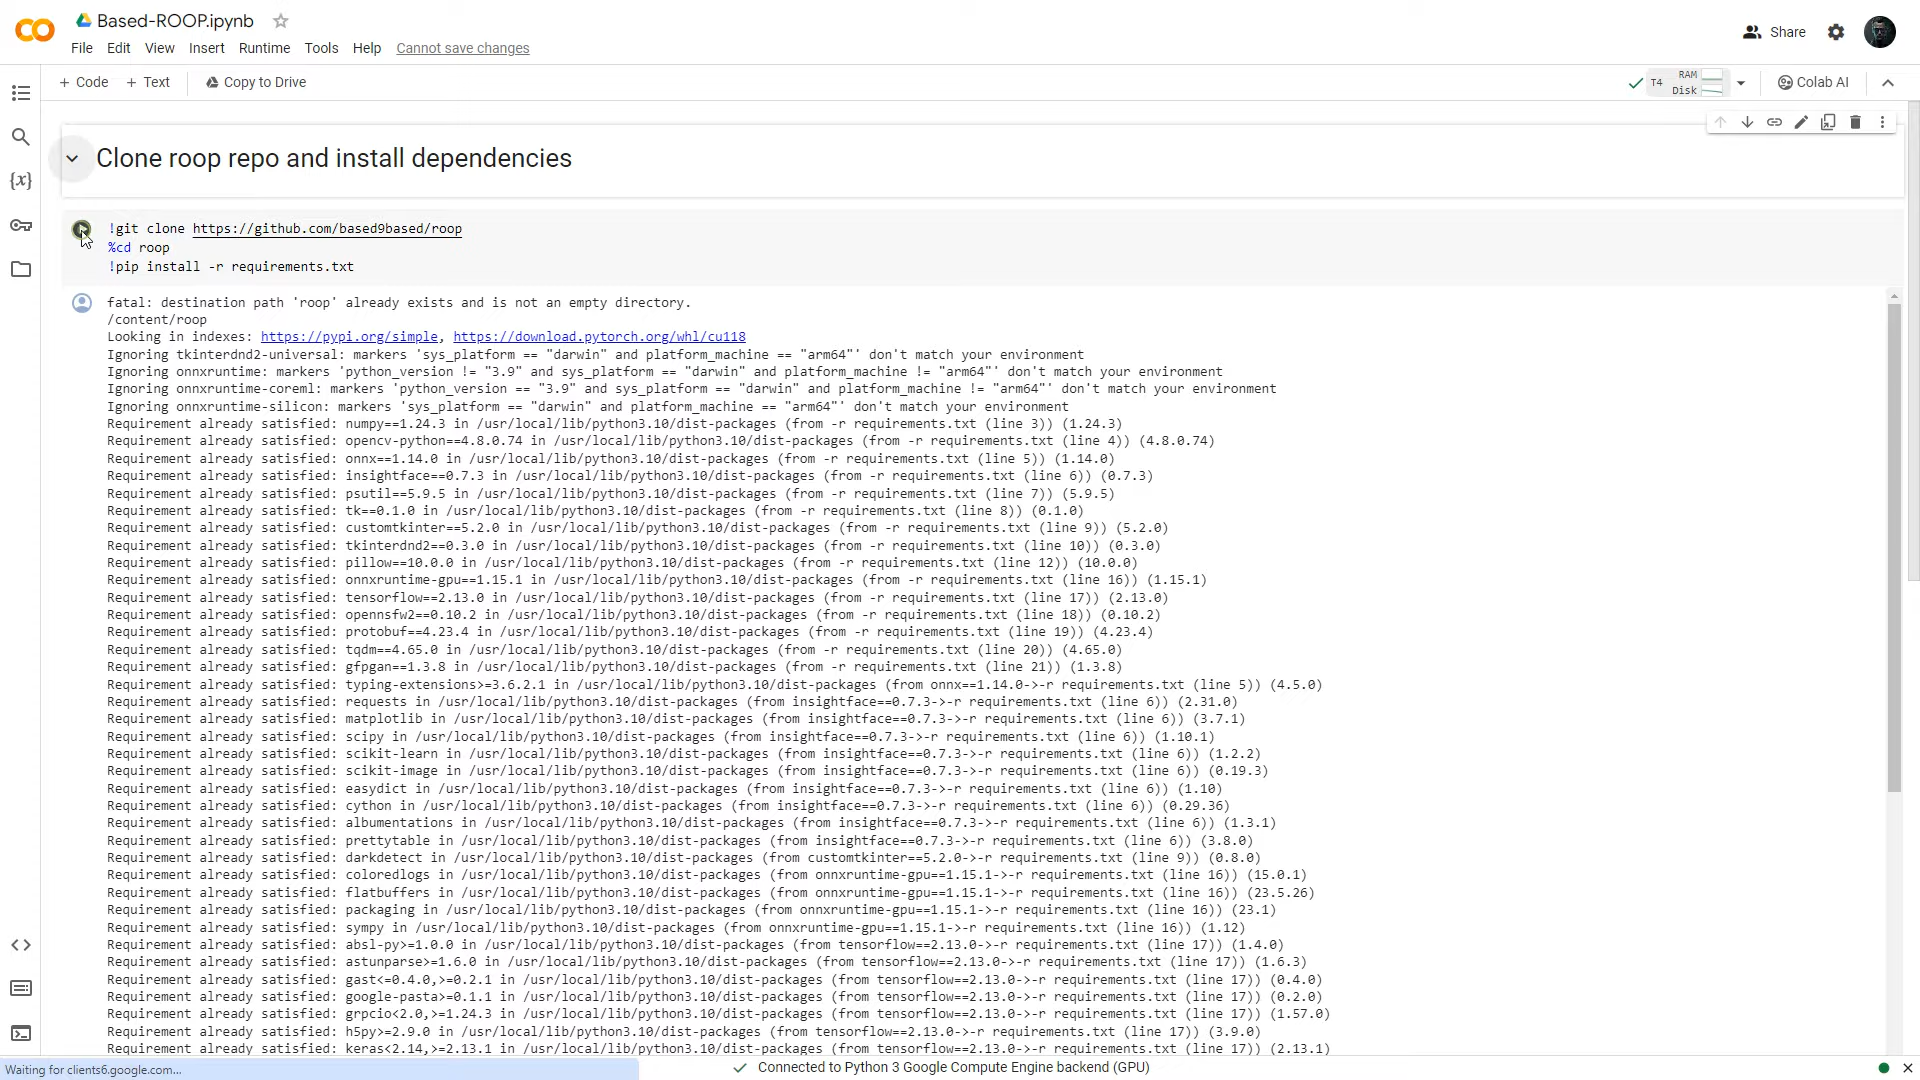 Based-ROOP.ipynb
File Edit View Insert Runtime Tools Help Cannot save changes
Share
+ Code + Text Copy to Drive
T4 RAM Disk
Colab AI
Clone roop repo and install dependencies
!git clone https://github.com/based9based/roop
%cd roop
!pip install -r requirements.txt
fatal: destination path 'roop' already exists and is not an empty directory.
/content/roop
Looking in indexes: https://pypi.org/simple, https://download.pytorch.org/whl/cu118
Ignoring tkinterdnd2-universal: markers 'sys_platform == "darwin" and platform_machine == "arm64"' don't match your environment
Ignoring onnxruntime: markers 'python_version != "3.9" and sys_platform == "darwin" and platform_machine != "arm64"' don't match your environment
Ignoring onnxruntime-coreml: markers 'python_version == "3.9" and sys_platform == "darwin" and platform_machine != "arm64"' don't match your environment
Ignoring onnxruntime-silicon: markers 'sys_platform == "darwin" and platform_machine == "arm64"' don't match your environment
Requirement already satisfied: numpy==1.24.3 in /usr/local/lib/python3.10/dist-packages (from -r requirements.txt (line 3)) (1.24.3)
Requirement already satisfied: opencv-python==4.8.0.74 in /usr/local/lib/python3.10/dist-packages (from -r requirements.txt (line 4)) (4.8.0.74)
Requirement already satisfied: onnx==1.14.0 in /usr/local/lib/python3.10/dist-packages (from -r requirements.txt (line 5)) (1.14.0)
Requirement already satisfied: insightface==0.7.3 in /usr/local/lib/python3.10/dist-packages (from -r requirements.txt (line 6)) (0.7.3)
Requirement already satisfied: psutil==5.9.5 in /usr/local/lib/python3.10/dist-packages (from -r requirements.txt (line 7)) (5.9.5)
Requirement already satisfied: tk==0.1.0 in /usr/local/lib/python3.10/dist-packages (from -r requirements.txt (line 8)) (0.1.0)
Requirement already satisfied: customtkinter==5.2.0 in /usr/local/lib/python3.10/dist-packages (from -r requirements.txt (line 9)) (5.2.0)
Requirement already satisfied: tkinterdnd2==0.3.0 in /usr/local/lib/python3.10/dist-packages (from -r requirements.txt (line 10)) (0.3.0)
Requirement already satisfied: pillow==10.0.0 in /usr/local/lib/python3.10/dist-packages (from -r requirements.txt (line 12)) (10.0.0)
Requirement already satisfied: onnxruntime-gpu==1.15.1 in /usr/local/lib/python3.10/dist-packages (from -r requirements.txt (line 16)) (1.15.1)
Requirement already satisfied: tensorflow==2.13.0 in /usr/local/lib/python3.10/dist-packages (from -r requirements.txt (line 17)) (2.13.0)
Requirement already satisfied: opennsfw2==0.10.2 in /usr/local/lib/python3.10/dist-packages (from -r requirements.txt (line 18)) (0.10.2)
Requirement already satisfied: protobuf==4.23.4 in /usr/local/lib/python3.10/dist-packages (from -r requirements.txt (line 19)) (4.23.4)
Requirement already satisfied: tqdm==4.65.0 in /usr/local/lib/python3.10/dist-packages (from -r requirements.txt (line 20)) (4.65.0)
Requirement already satisfied: gfpgan==1.3.8 in /usr/local/lib/python3.10/dist-packages (from -r requirements.txt (line 21)) (1.3.8)
Requirement already satisfied: typing-extensions>=3.6.2.1 in /usr/local/lib/python3.10/dist-packages (from onnx==1.14.0->-r requirements.txt (line 5)) (4.5.0)
Requirement already satisfied: requests in /usr/local/lib/python3.10/dist-packages (from insightface==0.7.3->-r requirements.txt (line 6)) (2.31.0)
Requirement already satisfied: matplotlib in /usr/local/lib/python3.10/dist-packages (from insightface==0.7.3->-r requirements.txt (line 6)) (3.7.1)
Requirement already satisfied: scipy in /usr/local/lib/python3.10/dist-packages (from insightface==0.7.3->-r requirements.txt (line 6)) (1.10.1)
Requirement already satisfied: scikit-learn in /usr/local/lib/python3.10/dist-packages (from insightface==0.7.3->-r requirements.txt (line 6)) (1.2.2)
Requirement already satisfied: scikit-image in /usr/local/lib/python3.10/dist-packages (from insightface==0.7.3->-r requirements.txt (line 6)) (0.19.3)
Requirement already satisfied: easydict in /usr/local/lib/python3.10/dist-packages (from insightface==0.7.3->-r requirements.txt (line 6)) (1.10)
Requirement already satisfied: cython in /usr/local/lib/python3.10/dist-packages (from insightface==0.7.3->-r requirements.txt (line 6)) (0.29.36)
Requirement already satisfied: albumentations in /usr/local/lib/python3.10/dist-packages (from insightface==0.7.3->-r requirements.txt (line 6)) (1.3.1)
Requirement already satisfied: prettytable in /usr/local/lib/python3.10/dist-packages (from insightface==0.7.3->-r requirements.txt (line 6)) (3.8.0)
Requirement already satisfied: darkdetect in /usr/local/lib/python3.10/dist-packages (from customtkinter==5.2.0->-r requirements.txt (line 9)) (0.8.0)
Requirement already satisfied: coloredlogs in /usr/local/lib/python3.10/dist-packages (from onnxruntime-gpu==1.15.1->-r requirements.txt (line 16)) (15.0.1)
Requirement already satisfied: flatbuffers in /usr/local/lib/python3.10/dist-packages (from onnxruntime-gpu==1.15.1->-r requirements.txt (line 16)) (23.5.26)
Requirement already satisfied: packaging in /usr/local/lib/python3.10/dist-packages (from onnxruntime-gpu==1.15.1->-r requirements.txt (line 16)) (23.1)
Requirement already satisfied: sympy in /usr/local/lib/python3.10/dist-packages (from onnxruntime-gpu==1.15.1->-r requirements.txt (line 16)) (1.12)
Requirement already satisfied: absl-py>=1.0.0 in /usr/local/lib/python3.10/dist-packages (from tensorflow==2.13.0->-r requirements.txt (line 17)) (1.4.0)
Requirement already satisfied: astunparse>=1.6.0 in /usr/local/lib/python3.10/dist-packages (from tensorflow==2.13.0->-r requirements.txt (line 17)) (1.6.3)
Requirement already satisfied: gast<=0.4.0,>=0.2.1 in /usr/local/lib/python3.10/dist-packages (from tensorflow==2.13.0->-r requirements.txt (line 17)) (0.4.0)
Requirement already satisfied: google-pasta>=0.1.1 in /usr/local/lib/python3.10/dist-packages (from tensorflow==2.13.0->-r requirements.txt (line 17)) (0.2.0)
Requirement already satisfied: grpcio<2.0,>=1.24.3 in /usr/local/lib/python3.10/dist-packages (from tensorflow==2.13.0->-r requirements.txt (line 17)) (1.57.0)
Requirement already satisfied: h5py>=2.9.0 in /usr/local/lib/python3.10/dist-packages (from tensorflow==2.13.0->-r requirements.txt (line 17)) (3.9.0)
Requirement already satisfied: keras<2.14,>=2.13.1 in /usr/local/lib/python3.10/dist-packages (from tensorflow==2.13.0->-r requirements.txt (line 17)) (2.13.1)
Waiting for clients6.google.com...
Connected to Python 3 Google Compute Engine backend (GPU)